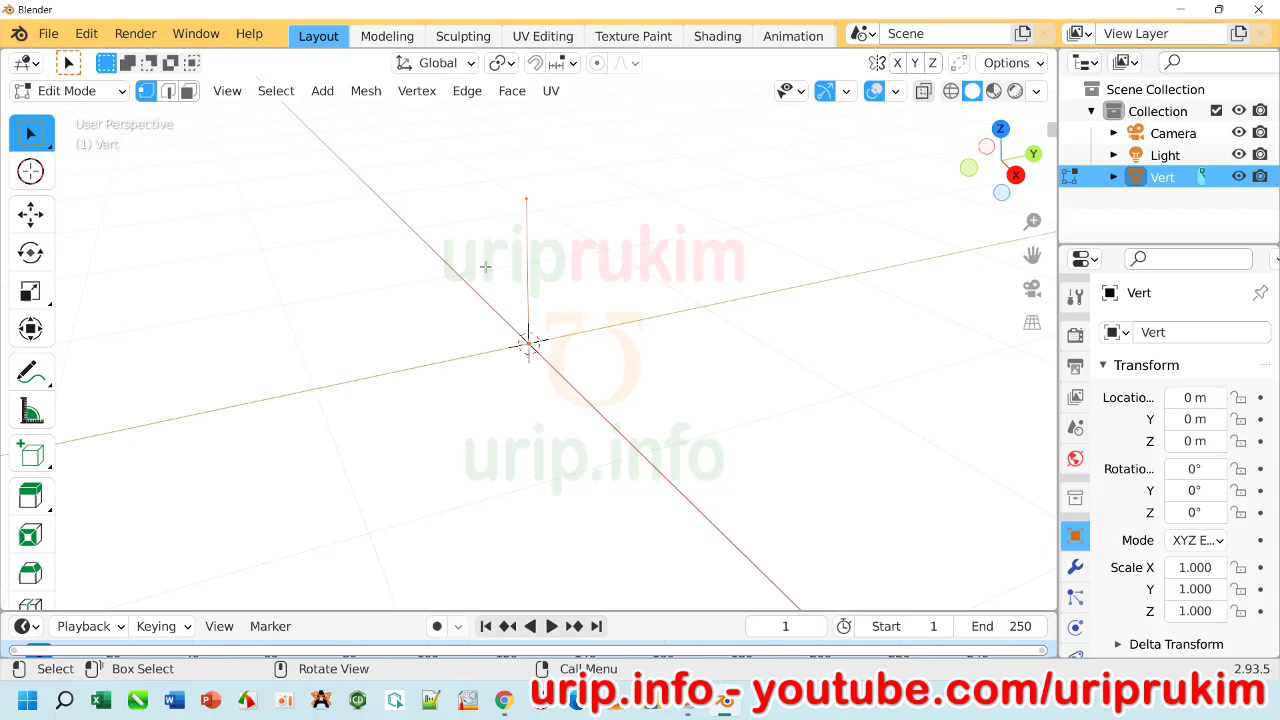 Blender
File Edit Render Window Help Layout Modeling Sculpting UV Editing Texture Paint Shading Animation Scene View Layer
Global X Y Z Options
Edit Mode View Select Add Mesh Vertex Edge Face UV
User Perspective
(1) Vert
Z
Y
X
uriprukim
urip.info
Scene Collection
Collection
Camera
Light
Vert
Vert
Vert
Transform
Locatio... 0 m
Y 0 m
Z 0 m
Rotation... 0°
Y 0°
Z 0°
Mode XYZ E...
Scale X 1.000
Y 1.000
Z 1.000
Delta Transform
Playback Keying View Marker 1 Start 1 End 250
Select Box Select Rotate View Call Menu 2.93.5
urip.info - youtube.com/uriprukim